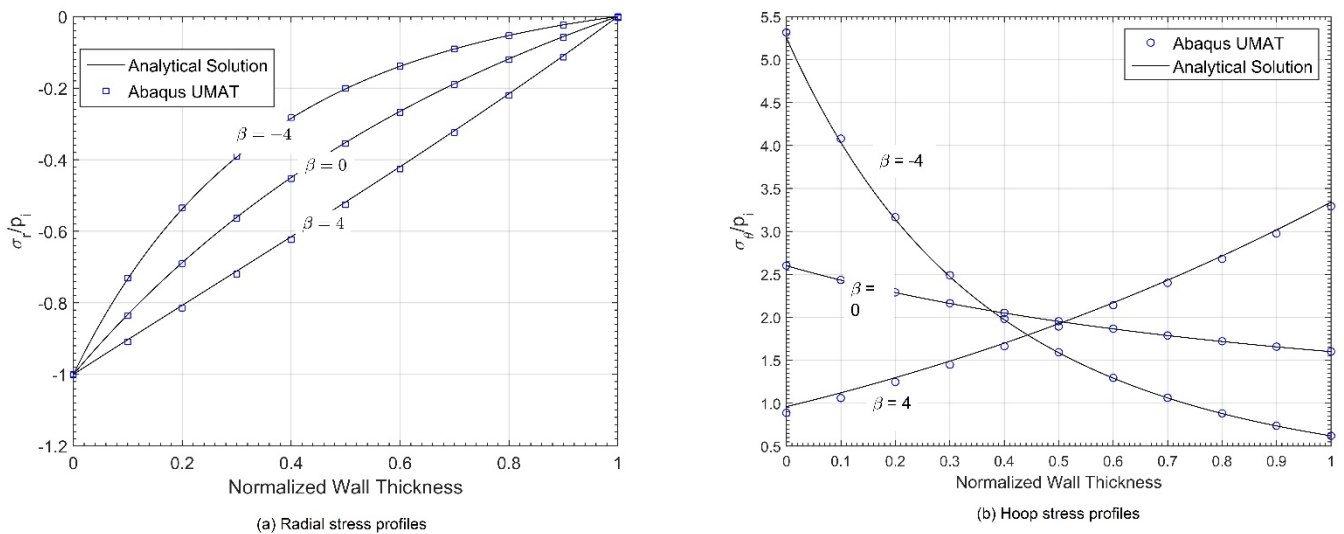 0
-0.2
-0.4
-0.6
-0.8
-1
-1.2
σr/pi
Analytical Solution
Abaqus UMAT
β = −4
β = 0
β = 4
0 0.2 0.4 0.6 0.8 1
Normalized Wall Thickness
(a) Radial stress profiles
5.5
5.0
4.5
4.0
3.5
3.0
2.5
2.0
1.5
1.0
0.5
σθ/pi
Abaqus UMAT
Analytical Solution
β = -4
β =
0
β = 4
0 0.1 0.2 0.3 0.4 0.5 0.6 0.7 0.8 0.9 1
Normalized Wall Thickness
(b) Hoop stress profiles